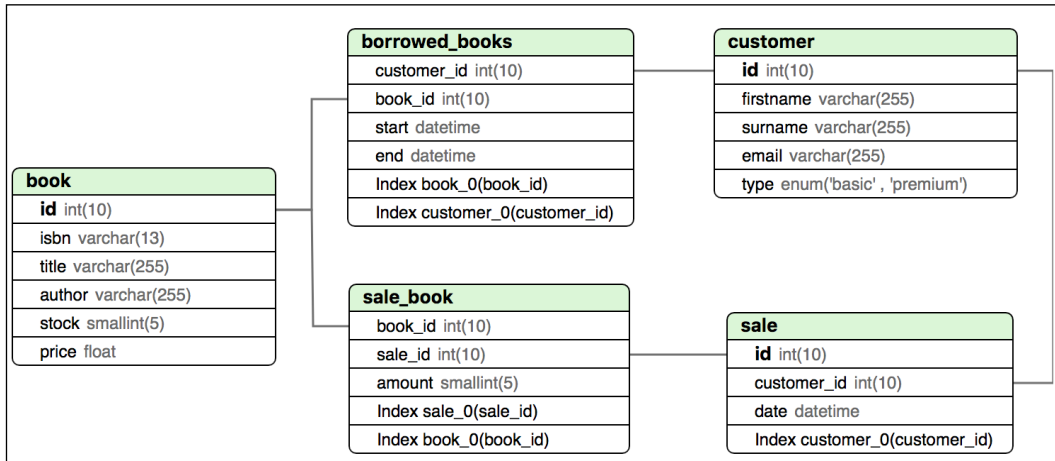 borrowed_books
customer_id int(10)
book_id int(10)
start datetime
end datetime
Index book_0(book_id)
Index customer_0(customer_id)
customer
id int(10)
firstname varchar(255)
surname varchar(255)
email varchar(255)
type enum('basic' , 'premium')
book
id int(10)
isbn varchar(13)
title varchar(255)
author varchar(255)
stock smallint(5)
price float
sale_book
book_id int(10)
sale_id int(10)
amount smallint(5)
Index sale_0(sale_id)
Index book_0(book_id)
sale
id int(10)
customer_id int(10)
date datetime
Index customer_0(customer_id)